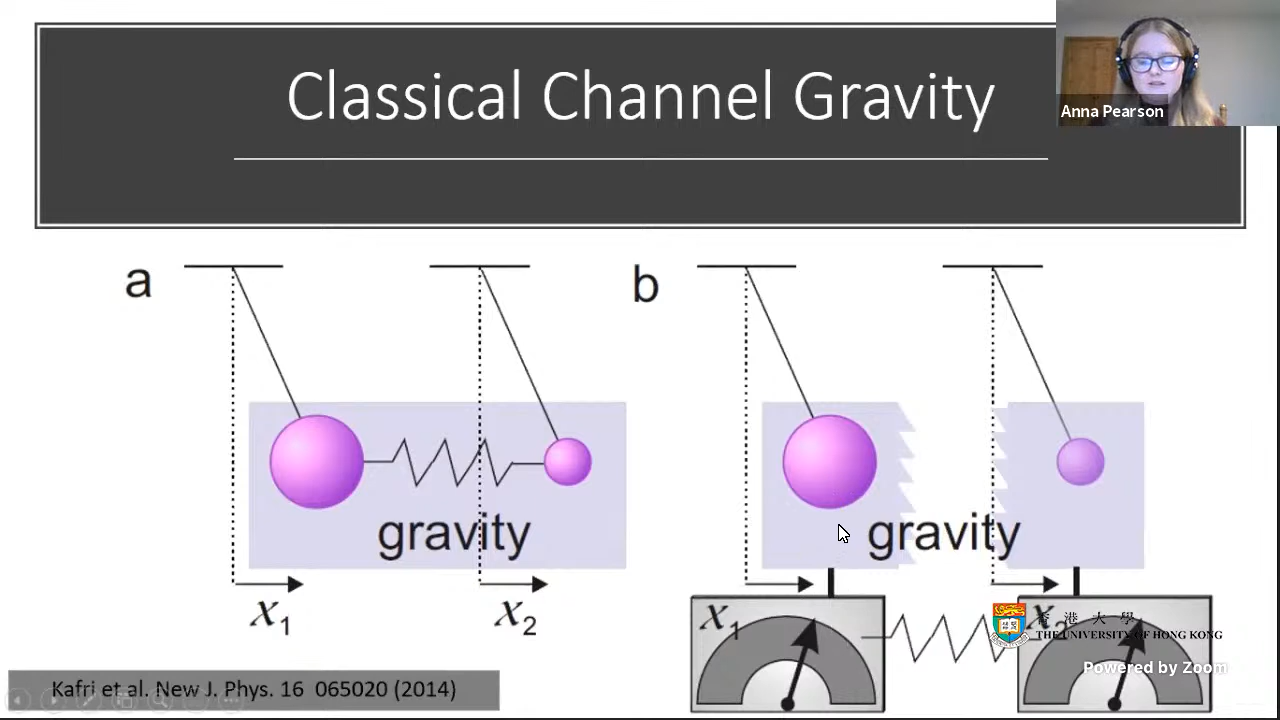 Classical Channel Gravity
Anna Pearson
a
b
gravity
gravity
x1
x2
x1
x2
香港大學
THE UNIVERSITY OF HONG KONG
Powered by Zoom
Kafri et al. New J. Phys. 16 065020 (2014)